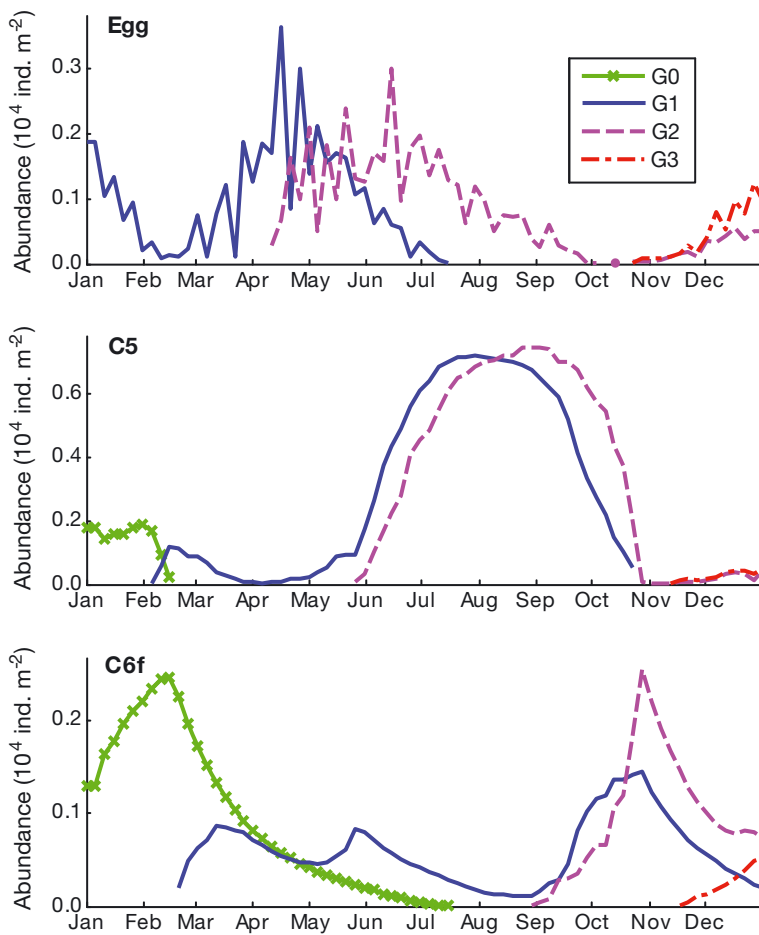 Egg
Abundance (10⁴ ind. m⁻²)
0.3
0.2
0.1
0.0
Jan Feb Mar Apr May Jun Jul Aug Sep Oct Nov Dec
G0
G1
G2
G3
C5
Abundance (10⁴ ind. m⁻²)
0.6
0.4
0.2
0.0
Jan Feb Mar Apr May Jun Jul Aug Sep Oct Nov Dec
C6f
Abundance (10⁴ ind. m⁻²)
0.2
0.1
0.0
Jan Feb Mar Apr May Jun Jul Aug Sep Oct Nov Dec